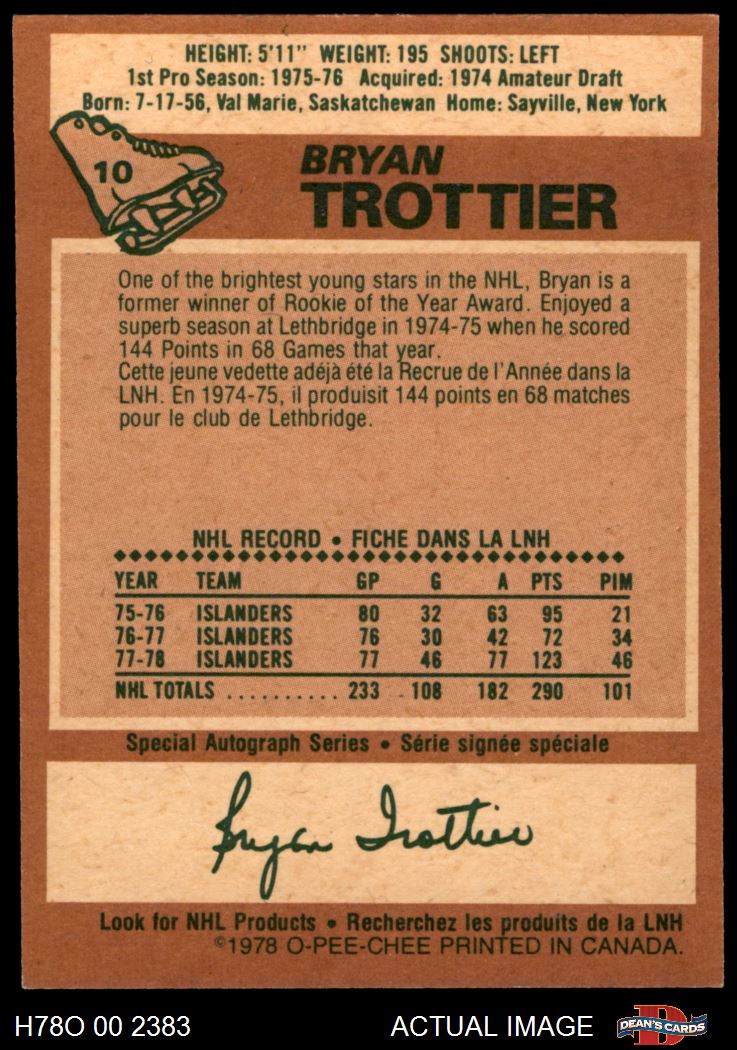 HEIGHT: 5'11" WEIGHT: 195 SHOOTS: LEFT
1st Pro Season: 1975-76 Acquired: 1974 Amateur Draft
Born: 7-17-56, Val Marie, Saskatchewan Home: Sayville, New York
10
BRYAN
TROTTIER
One of the brightest young stars in the NHL, Bryan is a
former winner of Rookie of the Year Award. Enjoyed a
superb season at Lethbridge in 1974-75 when he scored
144 Points in 68 Games that year.
Cette jeune vedette adéjà été la Recrue de l'Année dans la
LNH. En 1974-75, il produisit 144 points en 68 matches
pour le club de Lethbridge.
NHL RECORD • FICHE DANS LA LNH
YEAR TEAM GP G A PTS PIM
75-76 ISLANDERS 80 32 63 95 21
76-77 ISLANDERS 76 30 42 72 34
77-78 ISLANDERS 77 46 77 123 46
NHL TOTALS .......... 233 108 182 290 101
Special Autograph Series • Série signée spéciale
Bryan Trottier
Look for NHL Products • Recherchez les produits de la LNH
©1978 O-PEE-CHEE PRINTED IN CANADA.
H78O 00 2383 ACTUAL IMAGE DEAN'S CARDS